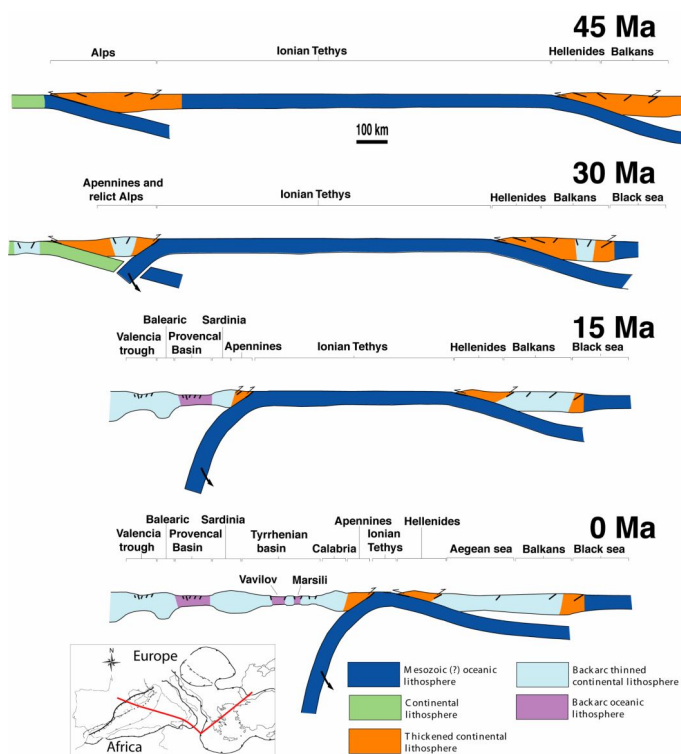 45 Ma
Alps
Ionian Tethys
Hellenides Balkans
100 km
30 Ma
Apennines and
relict Alps
Ionian Tethys
Hellenides
Balkans
Black sea
15 Ma
Balearic
Sardinia
Valencia
trough
Provencal
Basin
Apennines
Ionian Tethys
Hellenides
Balkans
Black sea
0 Ma
Balearic
Sardinia
Apennines
Hellenides
Valencia
trough
Provencal
Basin
Tyrrhenian
basin
Calabria
Ionian
Tethys
Aegean sea
Balkans
Black sea
Vavilov
Marsili
N
Europe
Africa
Mesozoic (?) oceanic
lithosphere
Continental
lithosphere
Thickened continental
lithosphere
Backarc thinned
continental lithosphere
Backarc oceanic
lithosphere